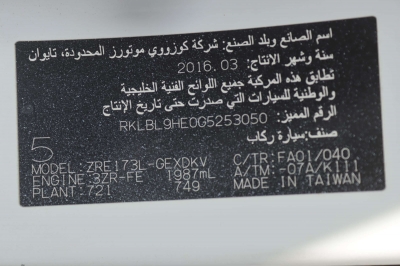 اسم الصانع وبلد الصنع: شركة كوزووي موتورز المحدودة، تايوان
سنة وشهر الانتاج: 2016.03
تطابق هذه المركبة جميع اللوائح الفنية الخليجية
والوطنية للسيارات التي صدرت حتى تاريخ الإنتاج
الرقم المميز: RKLBL9HE0G5253050
صنف: سيارة ركاب
5
MODEL: ZRE173L-GEXDKV C/TR: FA01/040
ENGINE: 3ZR-FE 1987mL A/TM: -07A/K111
PLANT: 721 749 MADE IN TAIWAN